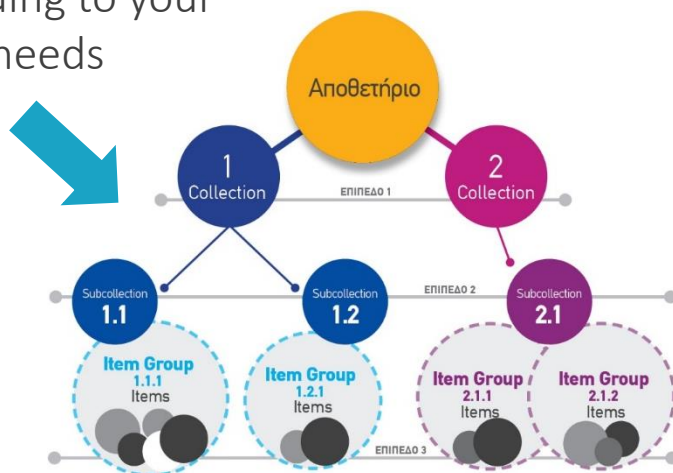 ding to your
needs
Αποθετήριο
1
Collection
2
Collection
ΕΠΙΠΕΔΟ 1
Subcollection
1.1
Subcollection
1.2
ΕΠΙΠΕΔΟ 2
Subcollection
2.1
Item Group
1.1.1
Items
Item Group
1.2.1
Items
Item Group
2.1.1
Items
Item Group
2.1.2
Items
ΕΠΙΠΕΔΟ 3